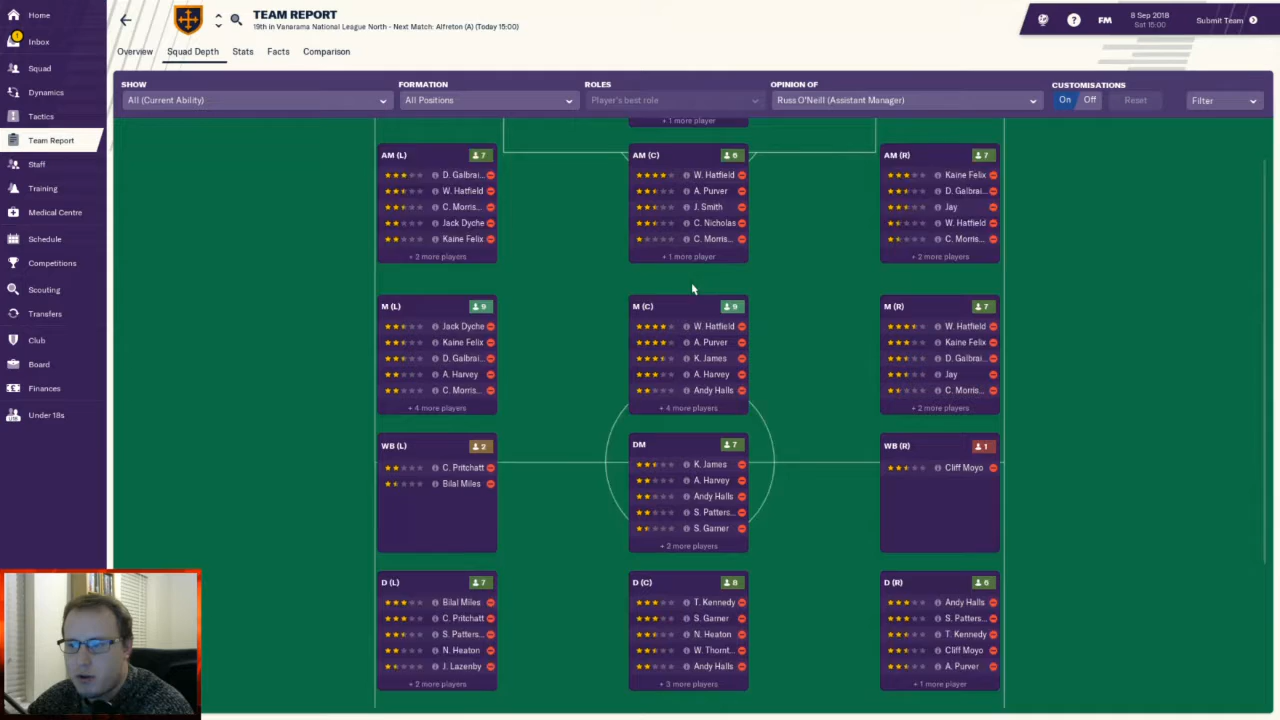 Home
Inbox
Squad
Dynamics
Tactics
Team Report
Staff
Training
Medical Centre
Schedule
Competitions
Scouting
Transfers
Club
Board
Finances
Under 18s
TEAM REPORT
19th in Vanarama National League North - Next Match: Alfreton (A) (Today 15:00)
? FM 8 Sep 2018
Sat 15:00
Submit Team
Overview Squad Depth Stats Facts Comparison
SHOW FORMATION ROLES OPINION OF CUSTOMISATIONS
All (Current Ability) All Positions Player's best role Russ O'Neill (Assistant Manager) On Off Reset Filter
+ 1 more player
AM (L) 7
D. Galbrai...
W. Hatfield
C. Morris...
Jack Dyche
Kaine Felix
+ 2 more players
AM (C) 6
W. Hatfield
A. Purver
J. Smith
C. Nicholas
C. Morris...
+ 1 more player
AM (R) 7
Kaine Felix
D. Galbrai...
Jay
W. Hatfield
C. Morris...
+ 2 more players
M (L) 9
Jack Dyche
Kaine Felix
D. Galbrai...
A. Harvey
C. Morris...
+ 4 more players
M (C) 9
W. Hatfield
A. Purver
K. James
A. Harvey
Andy Halls
+ 4 more players
M (R) 7
W. Hatfield
Kaine Felix
D. Galbrai...
Jay
C. Morris...
+ 2 more players
WB (L) 2
C. Pritchatt
Bilal Miles
DM 7
K. James
A. Harvey
Andy Halls
S. Patters...
S. Garner
+ 2 more players
WB (R) 1
Cliff Moyo
D (L) 7
Bilal Miles
C. Pritchatt
S. Patters...
N. Heaton
J. Lazenby
+ 2 more players
D (C) 8
T. Kennedy
S. Garner
N. Heaton
W. Thornt...
Andy Halls
+ 3 more players
D (R) 6
Andy Halls
S. Patters...
T. Kennedy
Cliff Moyo
A. Purver
+ 1 more player